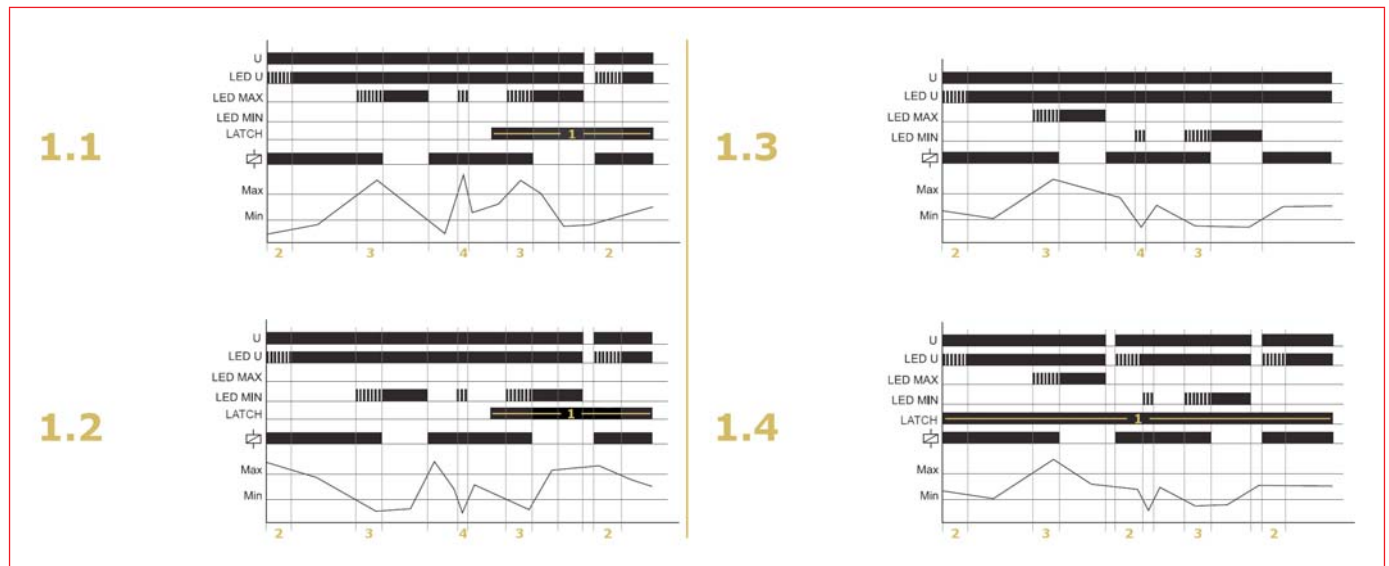 1.1
U
LED U
LED MAX
LED MIN
LATCH
1
Max
Min
2 3 4 3 2
1.2
U
LED U
LED MAX
LED MIN
LATCH
1
Max
Min
2 3 4 3 2
1.3
U
LED U
LED MAX
LED MIN
Max
Min
2 3 4 3
1.4
U
LED U
LED MAX
LED MIN
LATCH
1
Max
Min
2 3 2 3 2